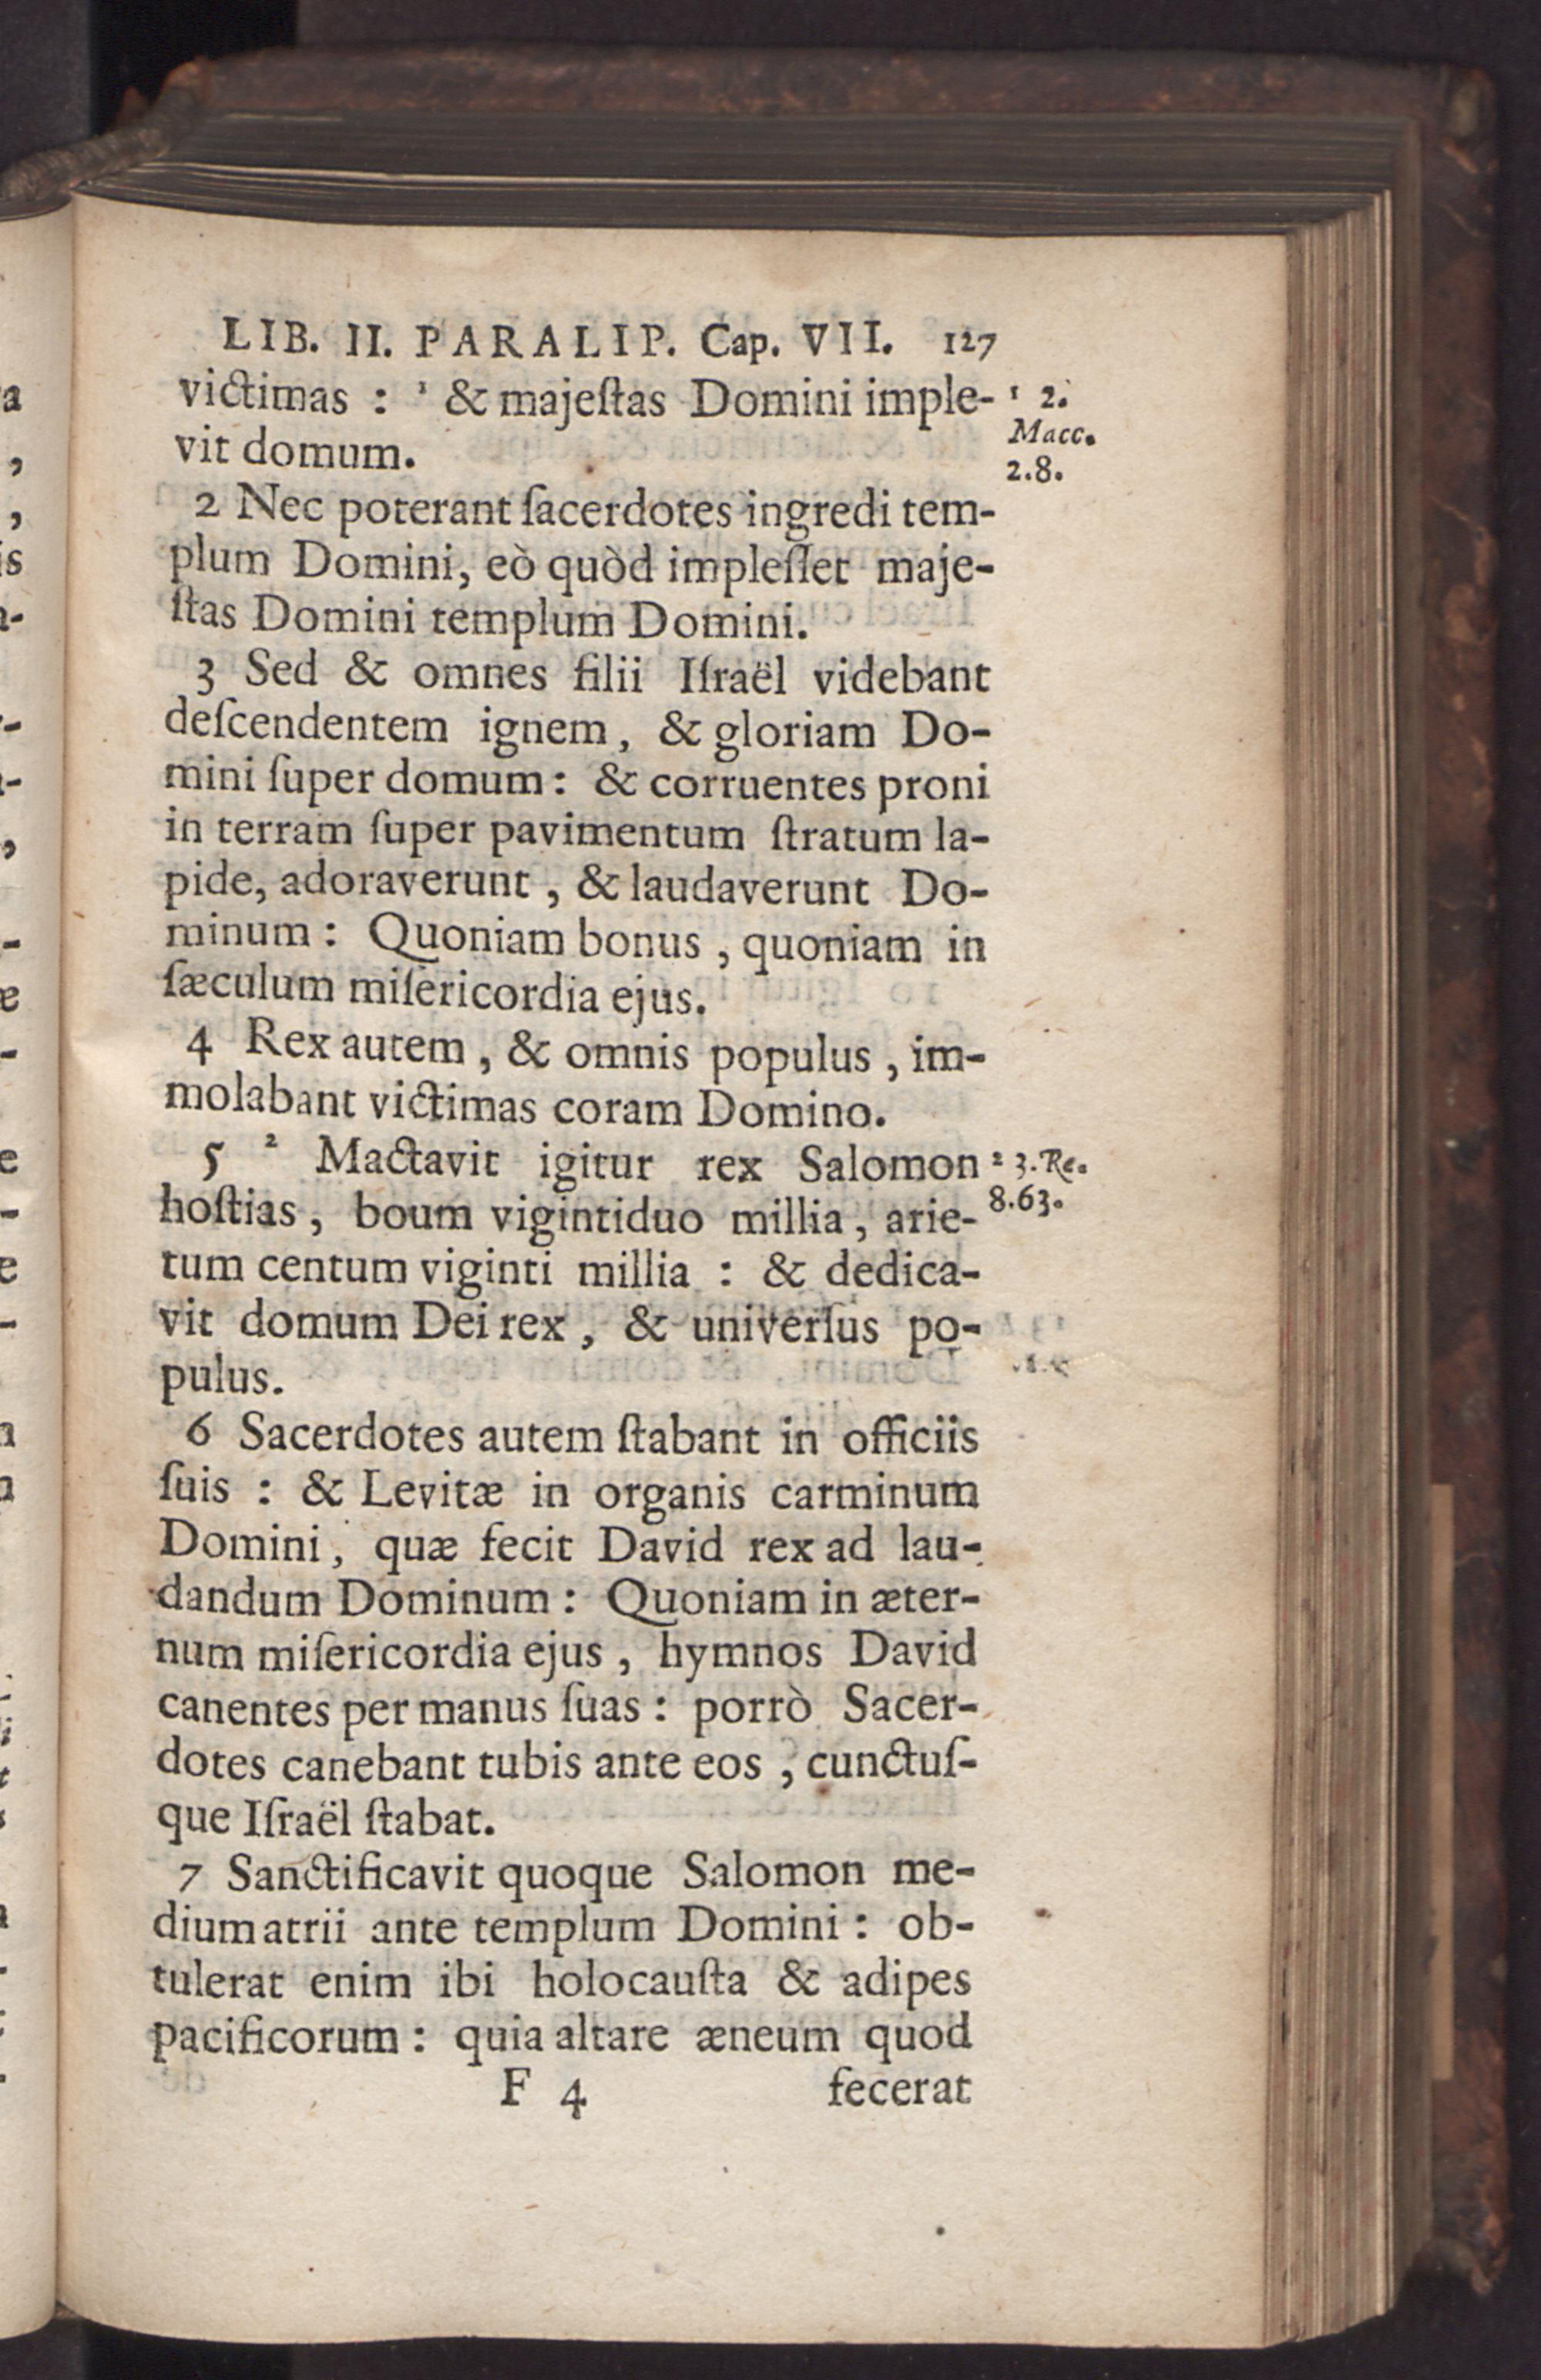 LIB. II. PARALIP. Cap. VII. 127
victimas : ¹ & majeſtas Domini imple-
vit domum.
¹ 2.
Macc.
2.8.
2 Nec poterant ſacerdotes ingredi tem-
plum Domini, eò quòd impleſſet maje-
ſtas Domini templum Domini.
3 Sed & omnes filii Iſraël videbant
deſcendentem ignem, & gloriam Do-
mini ſuper domum : & corruentes proni
in terram ſuper pavimentum ſtratum la-
pide, adoraverunt, & laudaverunt Do-
minum : Quoniam bonus, quoniam in
ſæculum miſericordia ejus.
4 Rex autem, & omnis populus, im-
molabant victimas coram Domino.
5 ² Mactavit igitur rex Salomon
hoſtias, boum vigintiduo millia, arie-
² 3. Re.
8.63.
tum centum viginti millia : & dedica-
vit domum Dei rex, & univerſus po-
pulus.
6 Sacerdotes autem ſtabant in officiis
ſuis : & Levitæ in organis carminum
Domini, quæ fecit David rex ad lau-
dandum Dominum : Quoniam in æter-
num miſericordia ejus, hymnos David
canentes per manus ſuas : porrò Sacer-
dotes canebant tubis ante eos, cunctuſ-
que Iſraël ſtabat.
7 Sanctificavit quoque Salomon me-
dium atrii ante templum Domini : ob-
tulerat enim ibi holocauſta & adipes
pacificorum : quia altare æneum quod
F 4 fecerat